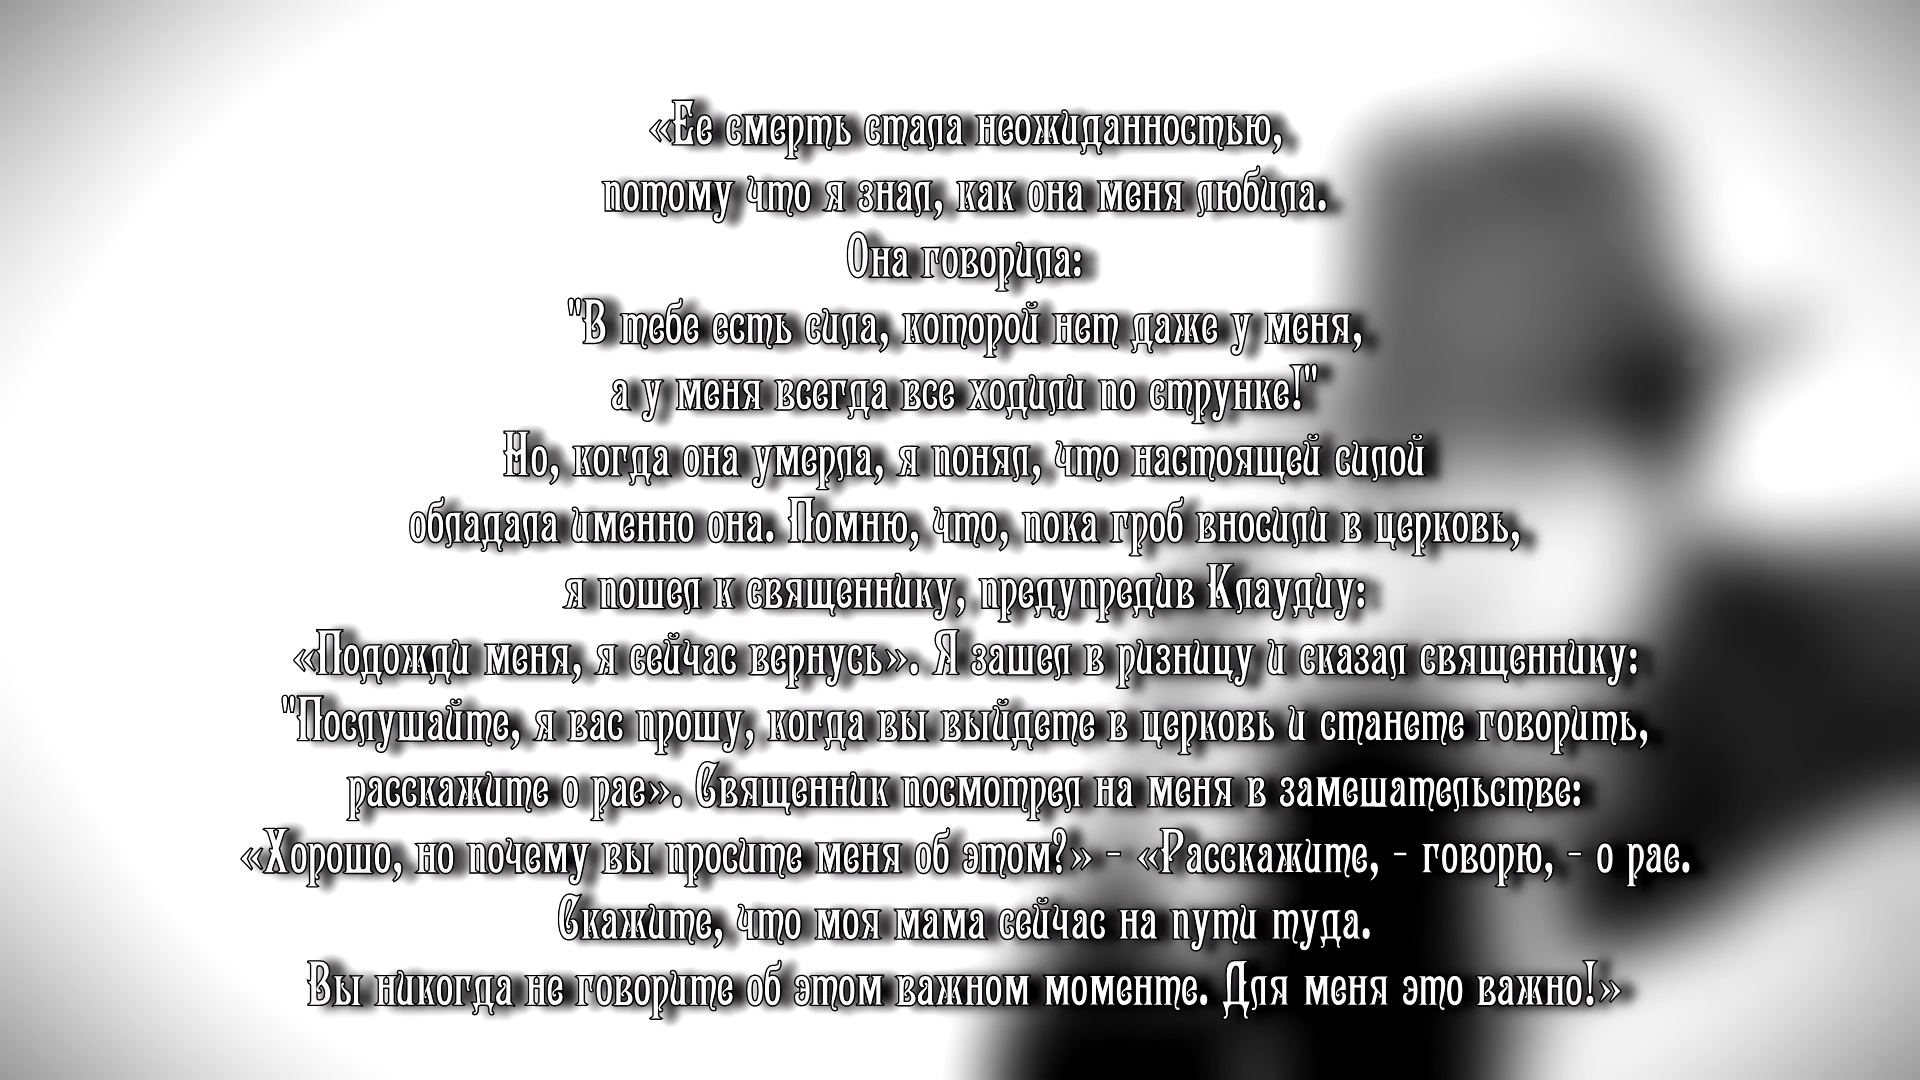 «Ее смерть стала неожиданностью,
потому что я знал, как она меня любила.
Она говорила:
"В тебе есть сила, которой нет даже у меня,
а у меня всегда все ходили по струнке!"
Но, когда она умерла, я понял, что настоящей силой
обладала именно она. Помню, что, пока гроб вносили в церковь,
я пошел к священнику, предупредив Клаудиу:
«Подожди меня, я сейчас вернусь». Я зашел в ризницу и сказал священнику:
"Послушайте, я вас прошу, когда вы выйдете в церковь и станете говорить,
расскажите о рае». Священник посмотрел на меня в замешательстве:
«Хорошо, но почему вы просите меня об этом?» - «Расскажите, - говорю, - о рае.
Скажите, что моя мама сейчас на пути туда.
Вы никогда не говорите об этом важном моменте. Для меня это важно!»